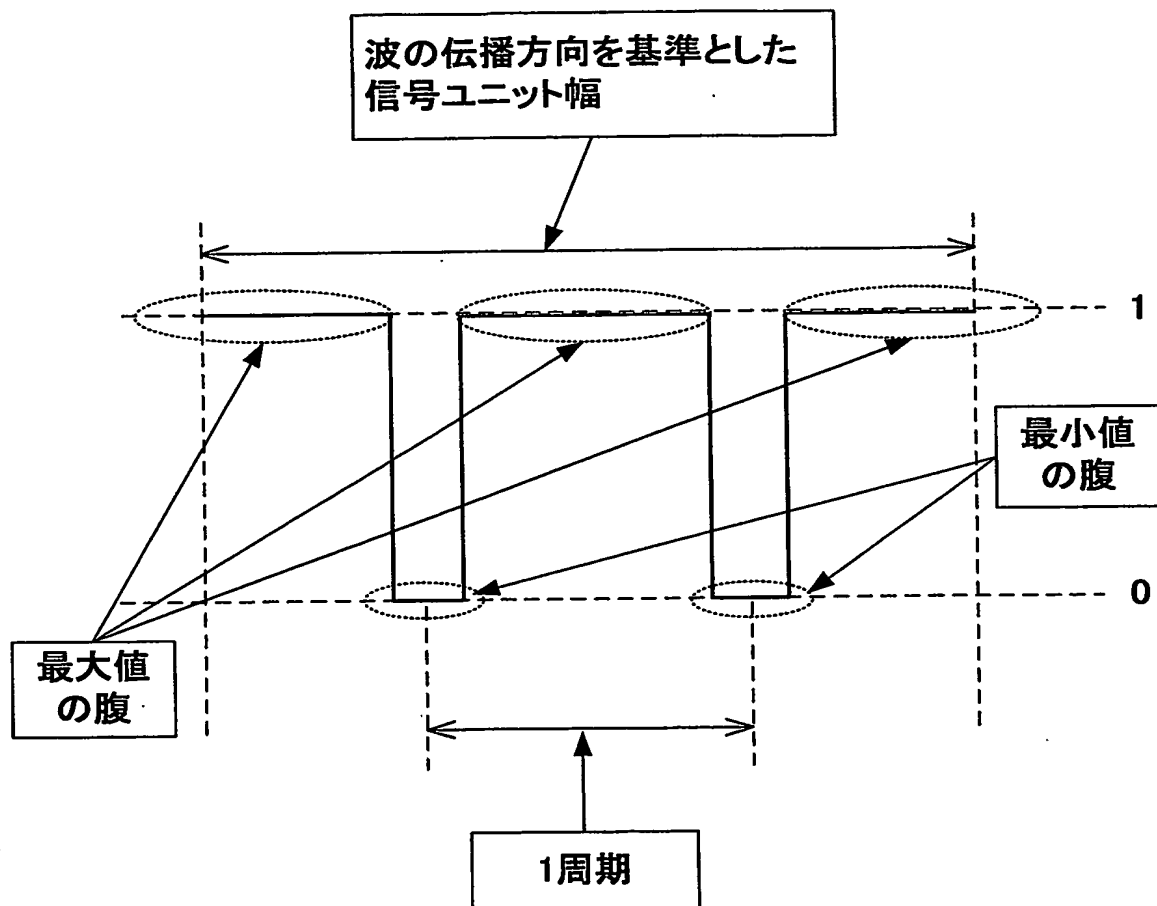 波の伝播方向を基準とした
信号ユニット幅
1
最小値
の腹
0
最大値
の腹
1周期